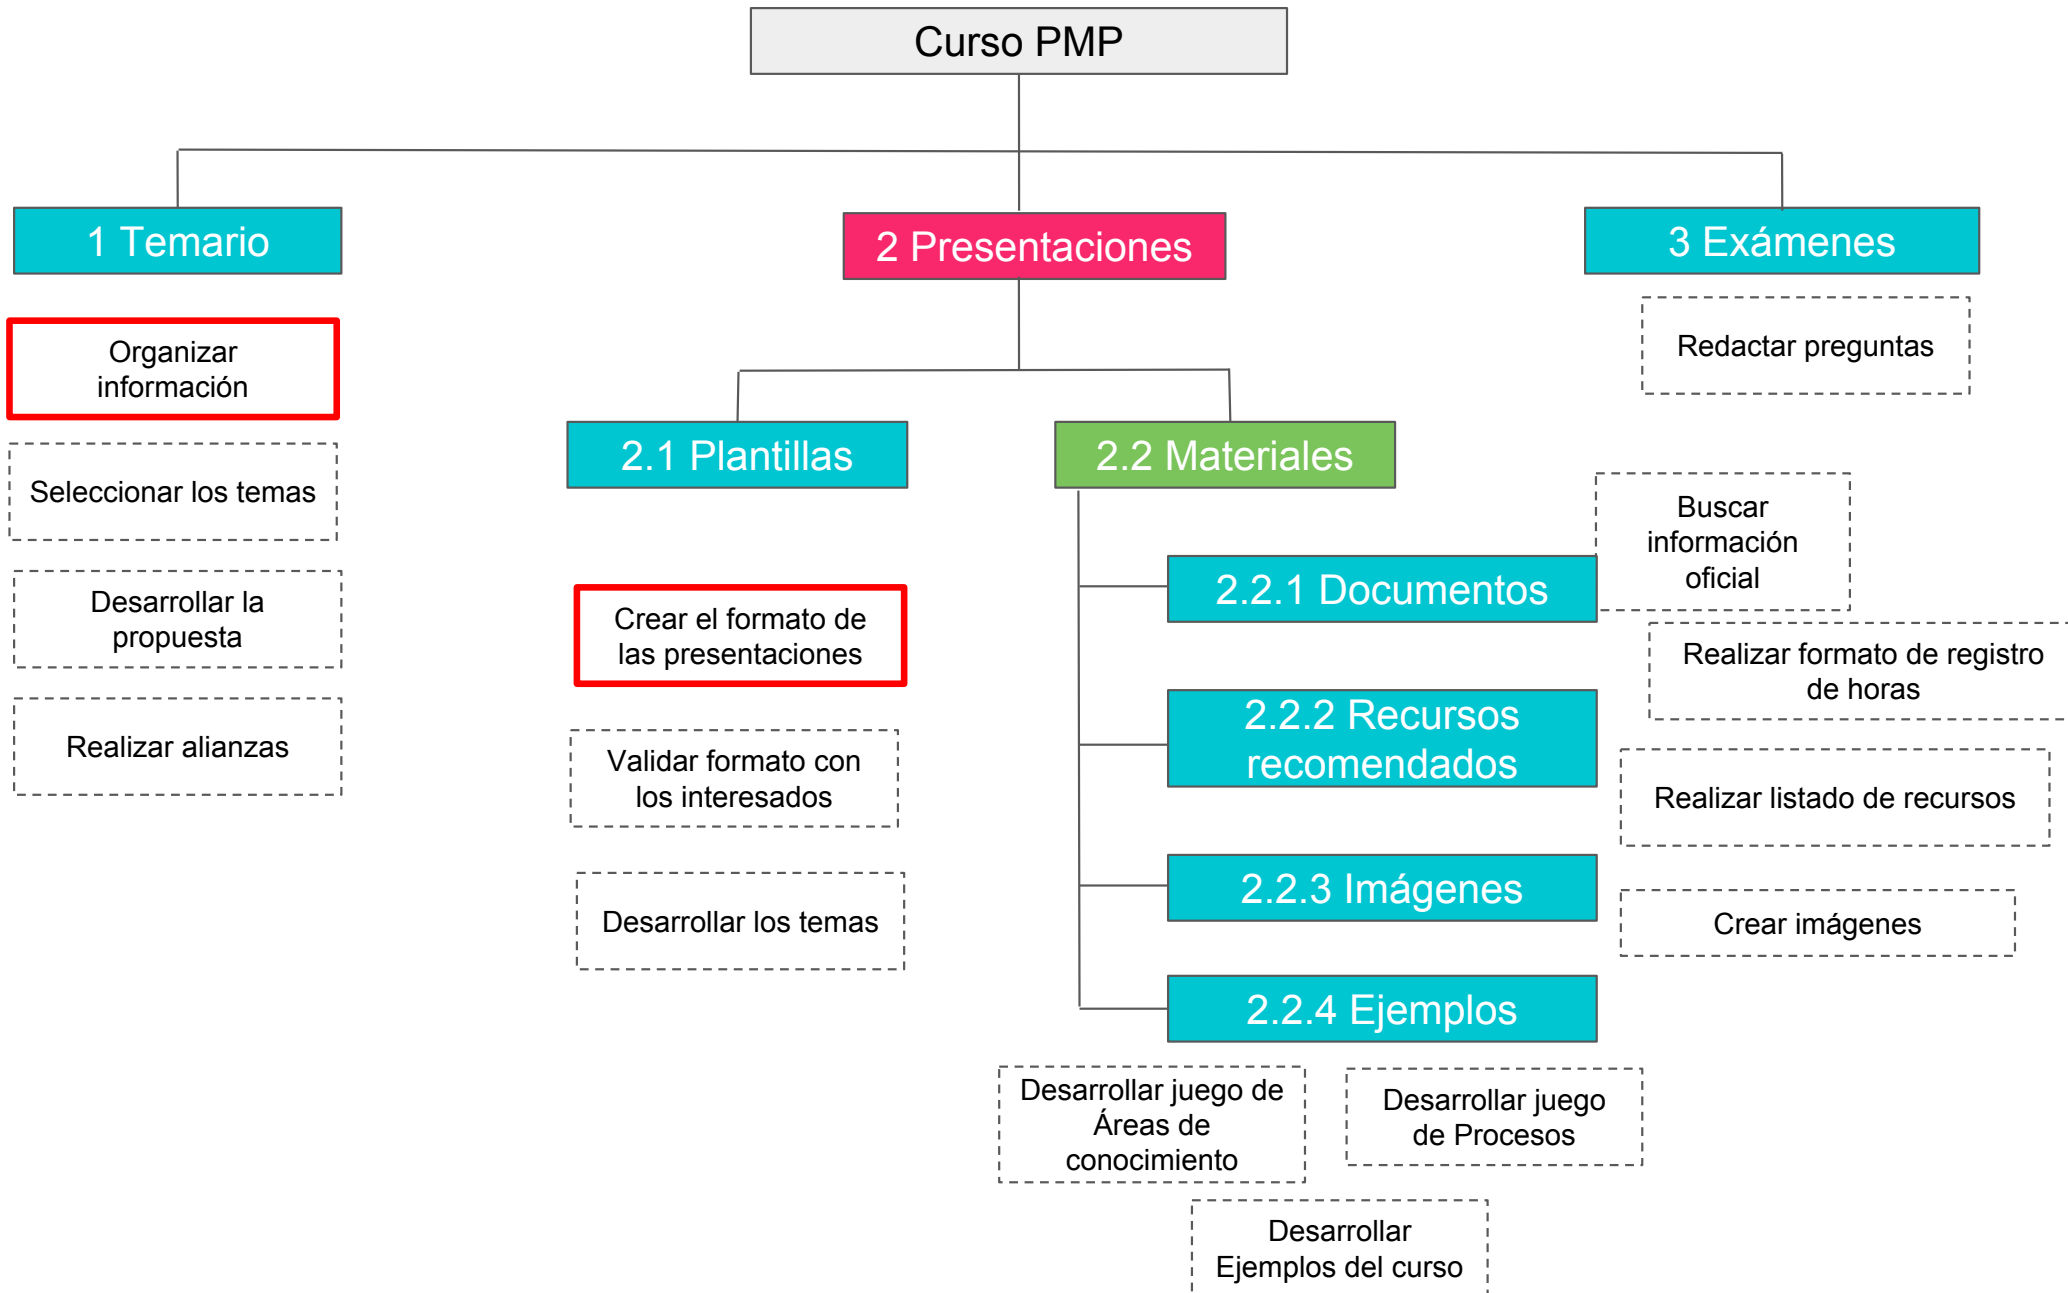 Curso PMP
1 Temario
2 Presentaciones
3 Exámenes
Organizar
información
Seleccionar los temas
Desarrollar la
propuesta
Realizar alianzas
2.1 Plantillas
Crear el formato de
las presentaciones
Validar formato con
los interesados
Desarrollar los temas
2.2 Materiales
2.2.1 Documentos
2.2.2 Recursos
recomendados
2.2.3 Imágenes
2.2.4 Ejemplos
Redactar preguntas
Buscar
información
oficial
Realizar formato de registro
de horas
Realizar listado de recursos
Crear imágenes
Desarrollar juego de
Áreas de
conocimiento
Desarrollar juego
de Procesos
Desarrollar
Ejemplos del curso